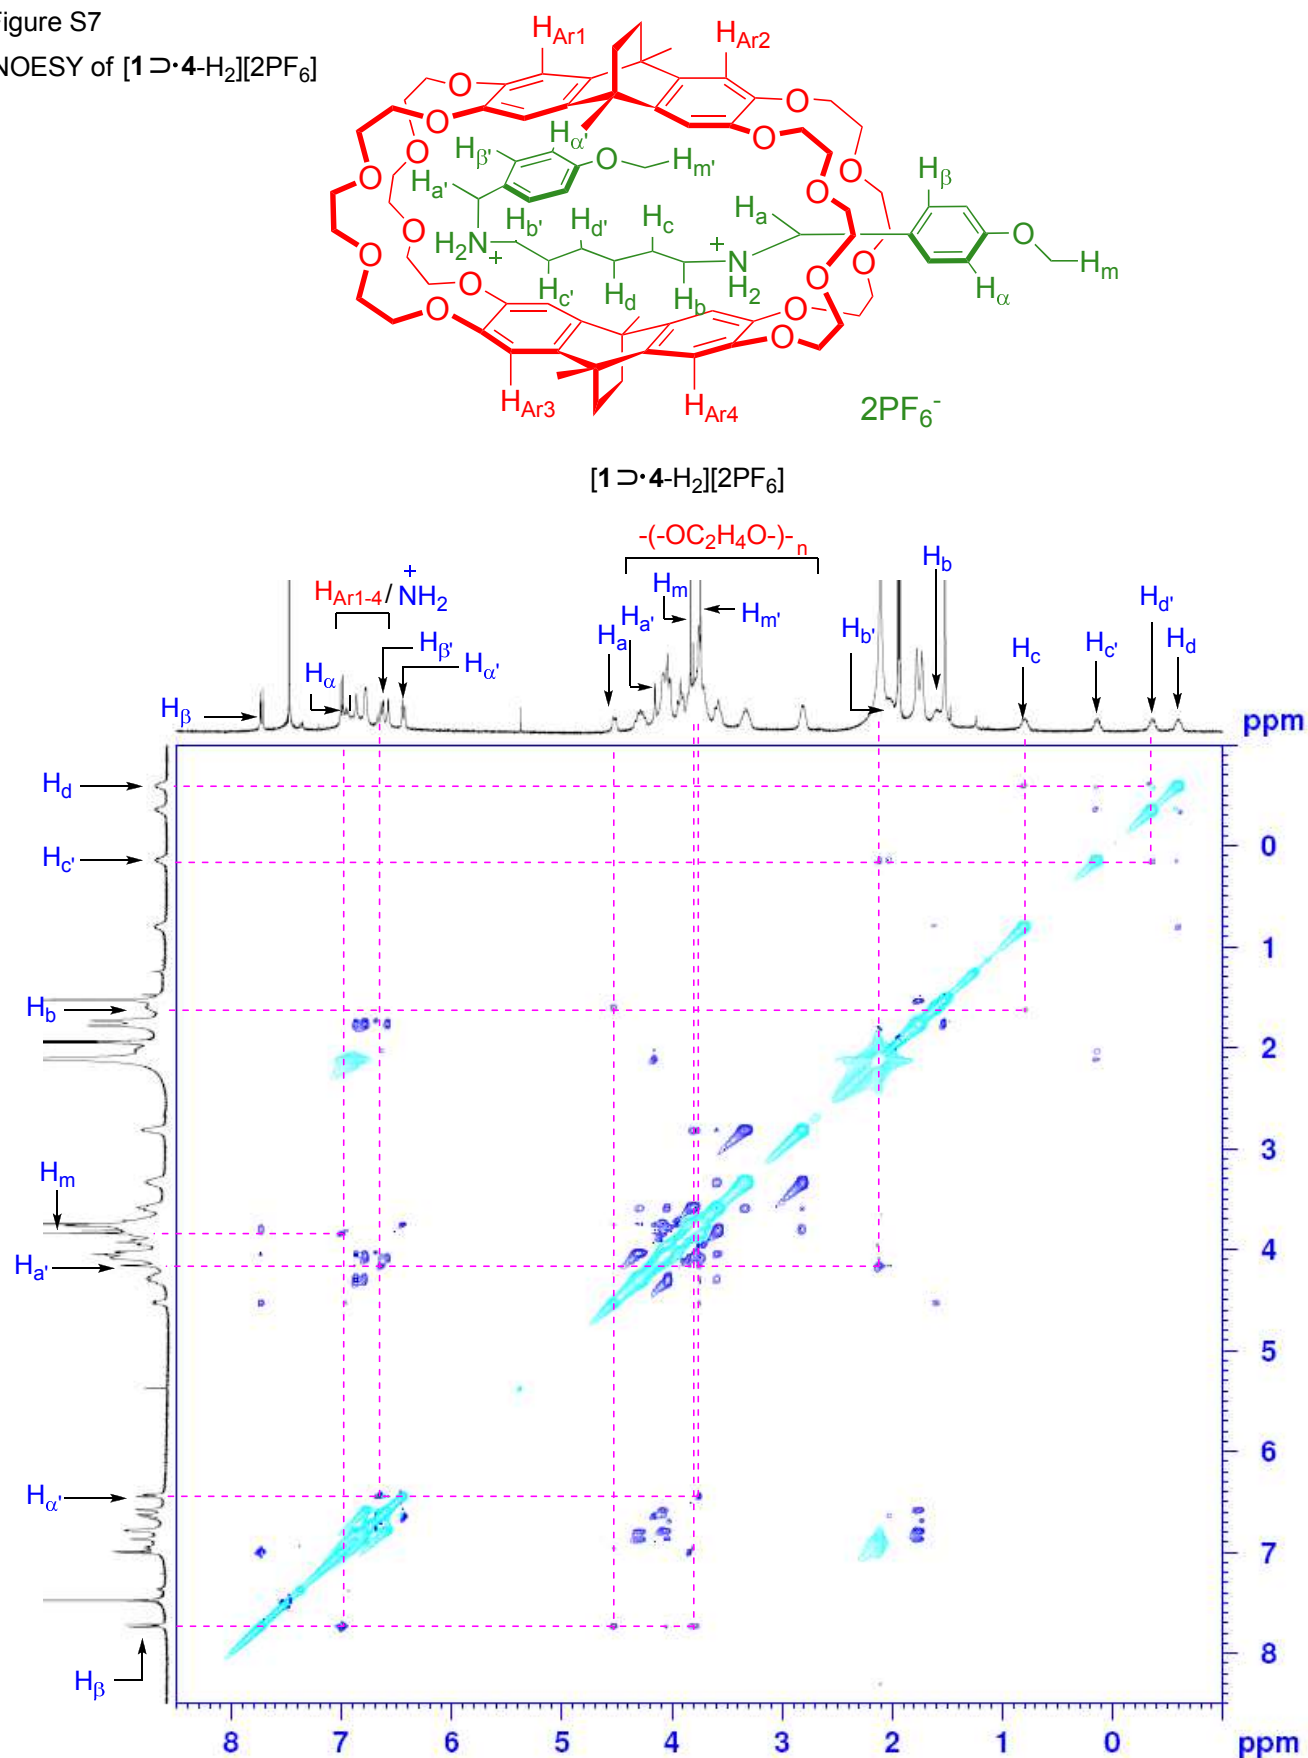 Figure S7
NOESY of [1⊃·4-H2][2PF6]
HAr1
HAr2
O
O
O
O
Hα'
Hβ'
O
Hm'
O
O
Hβ
Ha'
O
O
Hb'
Hd'
Hc
Ha
O
H2N+
+N
H2
O
Hm
O
O
O
Hc'
Hd
Hb
Hα
O
O
O
O
HAr3
HAr4
2PF6-
[1⊃·4-H2][2PF6]
-(-OC2H4O-)-n
HAr1-4/+NH2
Hm
Hb
Ha'
Hm'
Hd'
Ha
Hβ'
Hb'
Hc
Hc'
Hd
Hα
Hα'
Hβ
ppm
Hd
Hc'
0
1
Hb
2
3
Hm
4
Ha'
5
6
Hα'
7
8
Hβ
8 7 6 5 4 3 2 1 0 ppm